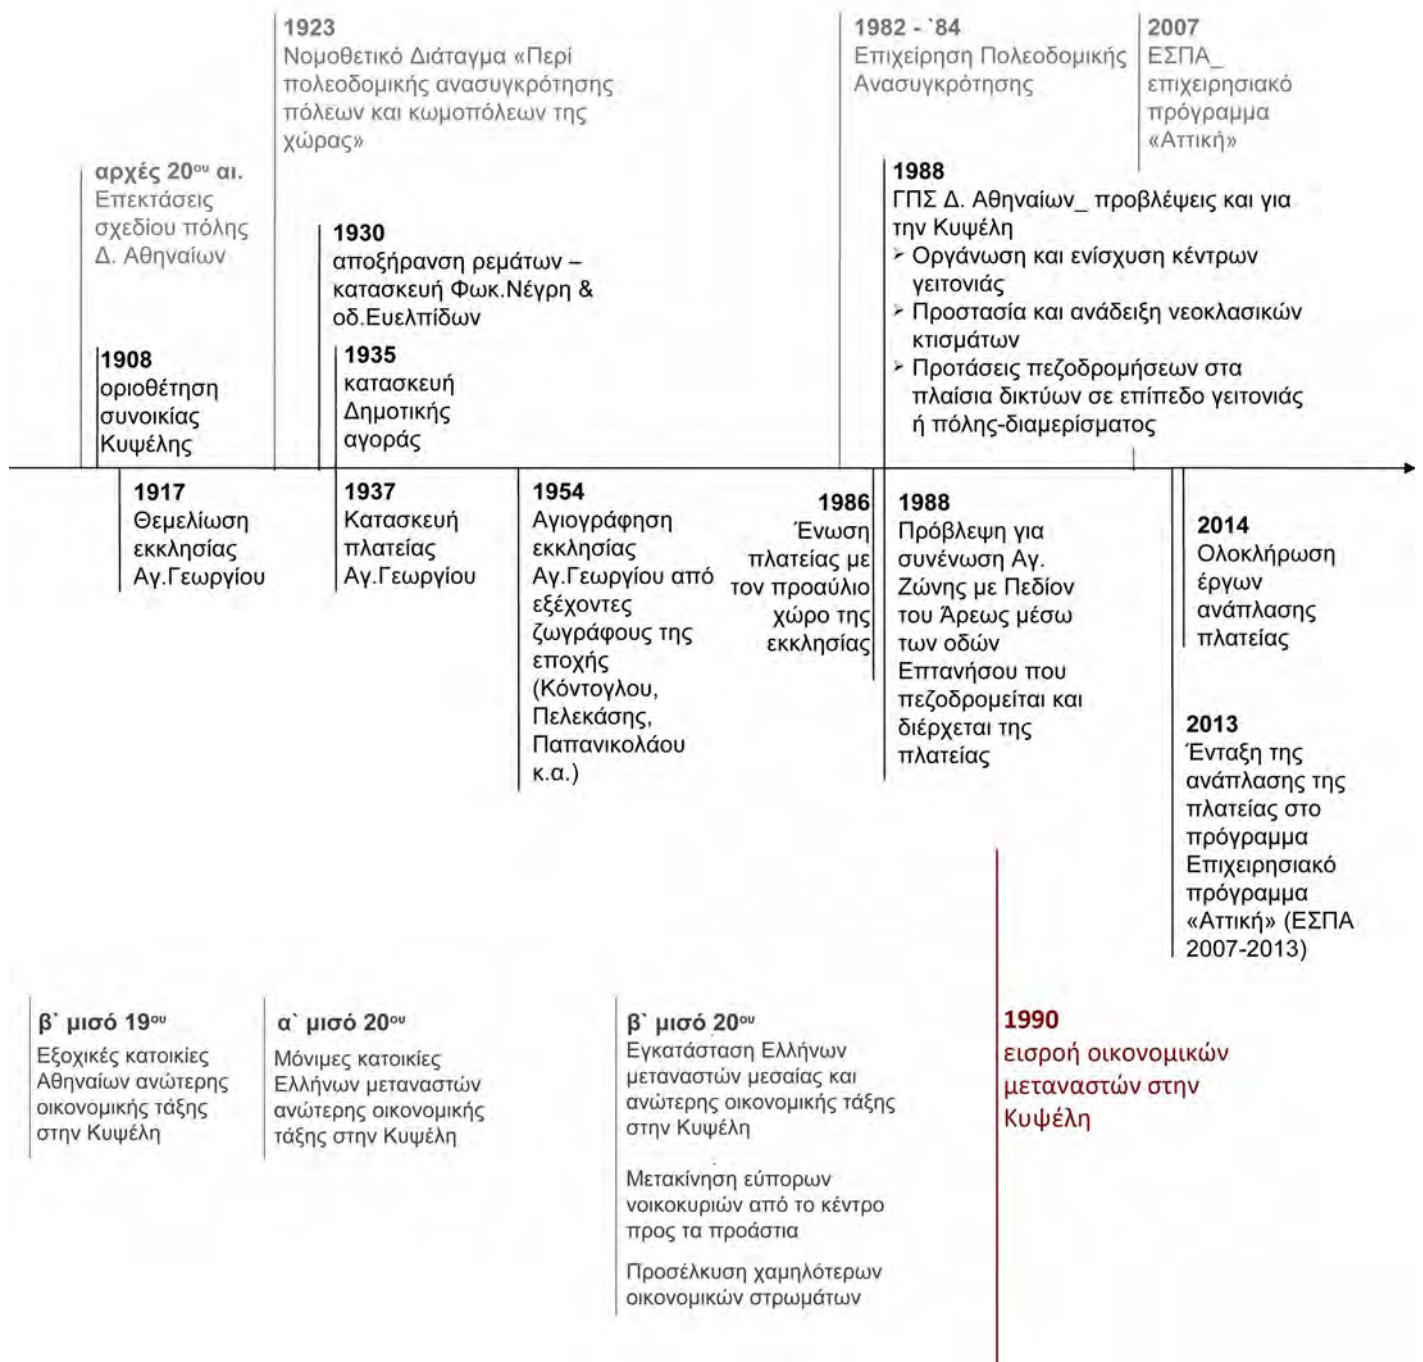 1923
Νομοθετικό Διάταγμα «Περί
πολεοδομικής ανασυγκρότησης
πόλεων και κωμοπόλεων της
χώρας»
1982 - `84
Επιχείρηση Πολεοδομικής
Ανασυγκρότησης
2007
ΕΣΠΑ_
επιχειρησιακό
πρόγραμμα
«Αττική»
αρχές 20ου αι.
Επεκτάσεις
σχεδίου πόλης
Δ. Αθηναίων
1930
αποξήρανση ρεμάτων –
κατασκευή Φωκ.Νέγρη &
οδ.Ευελπίδων
1988
ΓΠΣ Δ. Αθηναίων_ προβλέψεις και για
την Κυψέλη
➢ Οργάνωση και ενίσχυση κέντρων
γειτονιάς
➢ Προστασία και ανάδειξη νεοκλασικών
κτισμάτων
➢ Προτάσεις πεζοδρομήσεων στα
πλαίσια δικτύων σε επίπεδο γειτονιάς
ή πόλης-διαμερίσματος
1908
οριοθέτηση
συνοικίας
Κυψέλης
1935
κατασκευή
Δημοτικής
αγοράς
1917
Θεμελίωση
εκκλησίας
Αγ.Γεωργίου
1937
Κατασκευή
πλατείας
Αγ.Γεωργίου
1954
Αγιογράφηση
εκκλησίας
Αγ.Γεωργίου από
εξέχοντες
ζωγράφους της
εποχής
(Κόντογλου,
Πελεκάσης,
Παπανικολάου
κ.α.)
1986
Ένωση
πλατείας με
τον προαύλιο
χώρο της
εκκλησίας
1988
Πρόβλεψη για
συνένωση Αγ.
Ζώνης με Πεδίον
του Άρεως μέσω
των οδών
Επτανήσου που
πεζοδρομείται και
διέρχεται της
πλατείας
2014
Ολοκλήρωση
έργων
ανάπλασης
πλατείας
2013
Ένταξη της
ανάπλασης της
πλατείας στο
πρόγραμμα
Επιχειρησιακό
πρόγραμμα
«Αττική» (ΕΣΠΑ
2007-2013)
β` μισό 19ου
Εξοχικές κατοικίες
Αθηναίων ανώτερης
οικονομικής τάξης
στην Κυψέλη
α` μισό 20ου
Μόνιμες κατοικίες
Ελλήνων μεταναστών
ανώτερης οικονομικής
τάξης στην Κυψέλη
β` μισό 20ου
Εγκατάσταση Ελλήνων
μεταναστών μεσαίας και
ανώτερης οικονομικής τάξης
στην Κυψέλη
Μετακίνηση εύπορων
νοικοκυριών από το κέντρο
προς τα προάστια
Προσέλκυση χαμηλότερων
οικονομικών στρωμάτων
1990
εισροή οικονομικών
μεταναστών στην
Κυψέλη